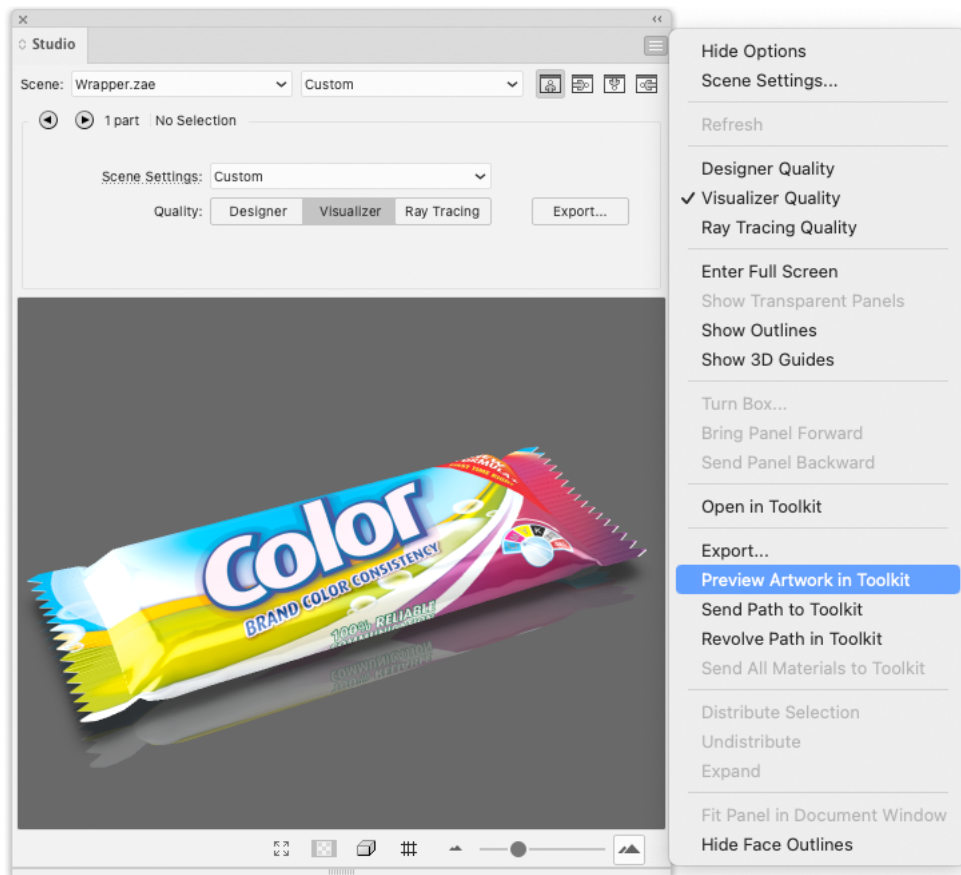 Studio
Scene: Wrapper.zae Custom
1 part No Selection
Scene Settings: Custom
Quality: Designer Visualizer Ray Tracing Export...
FORMULA
FIRST TIME RIGHT
Color
BRAND COLOR CONSISTENCY
100% RELIABLE
Hide Options
Scene Settings...
Refresh
Designer Quality
✓ Visualizer Quality
Ray Tracing Quality
Enter Full Screen
Show Transparent Panels
Show Outlines
Show 3D Guides
Turn Box...
Bring Panel Forward
Send Panel Backward
Open in Toolkit
Export...
Preview Artwork in Toolkit
Send Path to Toolkit
Revolve Path in Toolkit
Send All Materials to Toolkit
Distribute Selection
Undistribute
Expand
Fit Panel in Document Window
Hide Face Outlines